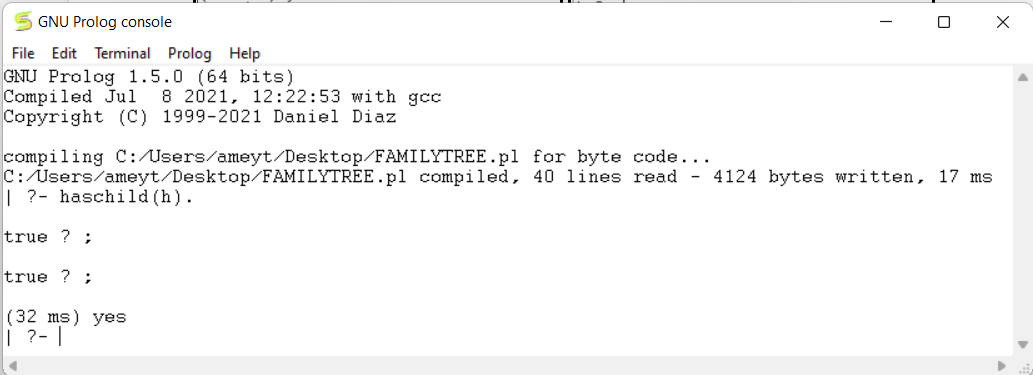 GNU Prolog console
File Edit Terminal Prolog Help
GNU Prolog 1.5.0 (64 bits)
Compiled Jul  8 2021, 12:22:53 with gcc
Copyright (C) 1999-2021 Daniel Diaz
compiling C:/Users/ameyt/Desktop/FAMILYTREE.pl for byte code...
C:/Users/ameyt/Desktop/FAMILYTREE.pl compiled, 40 lines read - 4124 bytes written, 17 ms
| ?- haschild(h).
true ? ;
true ? ;
(32 ms) yes
| ?-